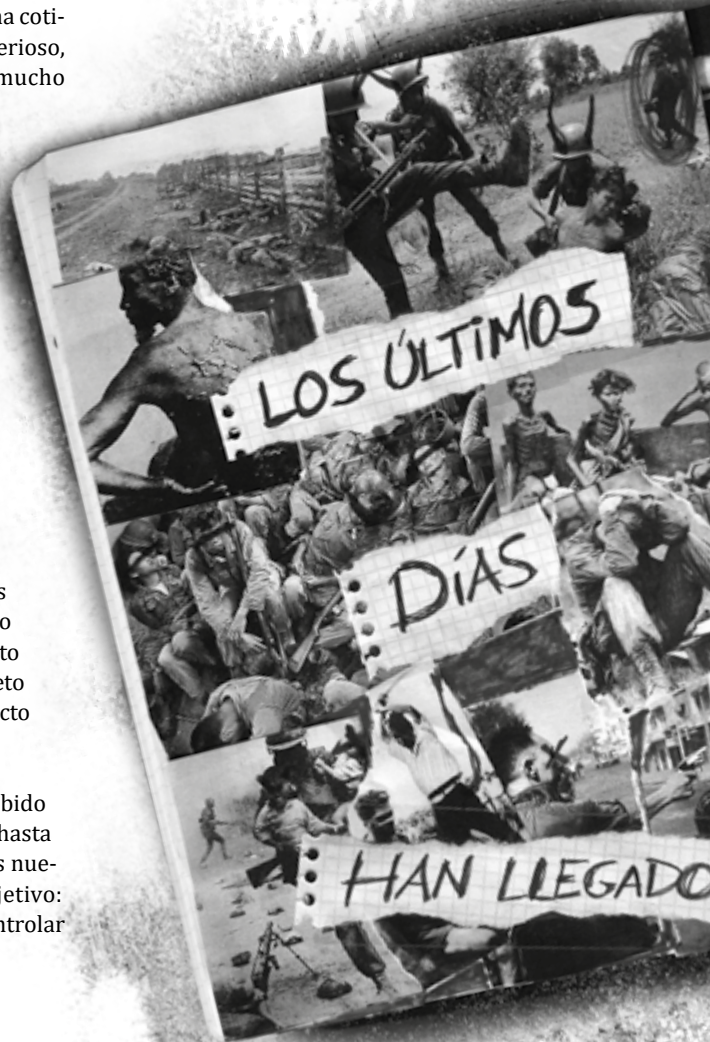 na coti-
erioso,
mucho
s
o
to
eto
cto
bido
hasta
s nue-
jetivo:
ntrolar
LOS ÚLTIMOS
DÍAS
HAN LLEGADO